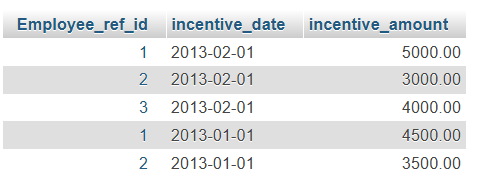 Employee_ref_id incentive_date incentive_amount
1 2013-02-01 5000.00
2 2013-02-01 3000.00
3 2013-02-01 4000.00
1 2013-01-01 4500.00
2 2013-01-01 3500.00